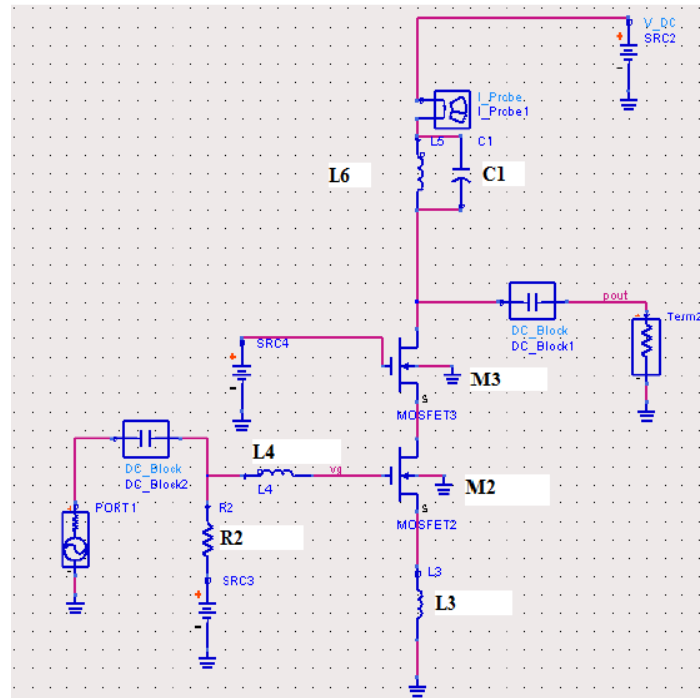 V_DC
SRC2
I_Probe
I_Probe1
L5
C1
L6
C1
pout
DC_Block
DC_Block1
Term2
SRC4
M3
MOSFET3
S
L4
vg
L4
DC_Block
DC_Block2
M2
MOSFET2
S
PORT1
R2
R2
SRC3
L3
L3